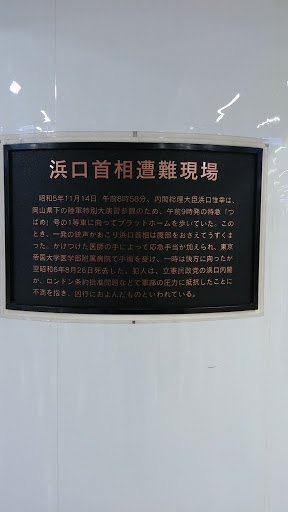 浜口首相遭難現場
昭和5年11月14日 午前8時58分、内閣総理大臣浜口雄幸は、
岡山県下の陸軍特別大演習参観のため、午前9時発の特急「つ
ばめ」号の1等車に向ってプラットホームを歩いていた。この
とき、一発の銃声がおこり浜口首相は腹部をおさえてうずくま
った。かけつけた医師の手によって応急手当が加えられ、東京
帝国大学医学部附属病院で手術を受け、一時は快方に向ったが
翌昭和6年8月26日死去した。犯人は、立憲民政党の浜口内閣
が、ロンドン条約批准問題などで軍部の圧力に抵抗したことに
不満を抱き、凶行におよんだものといわれている。